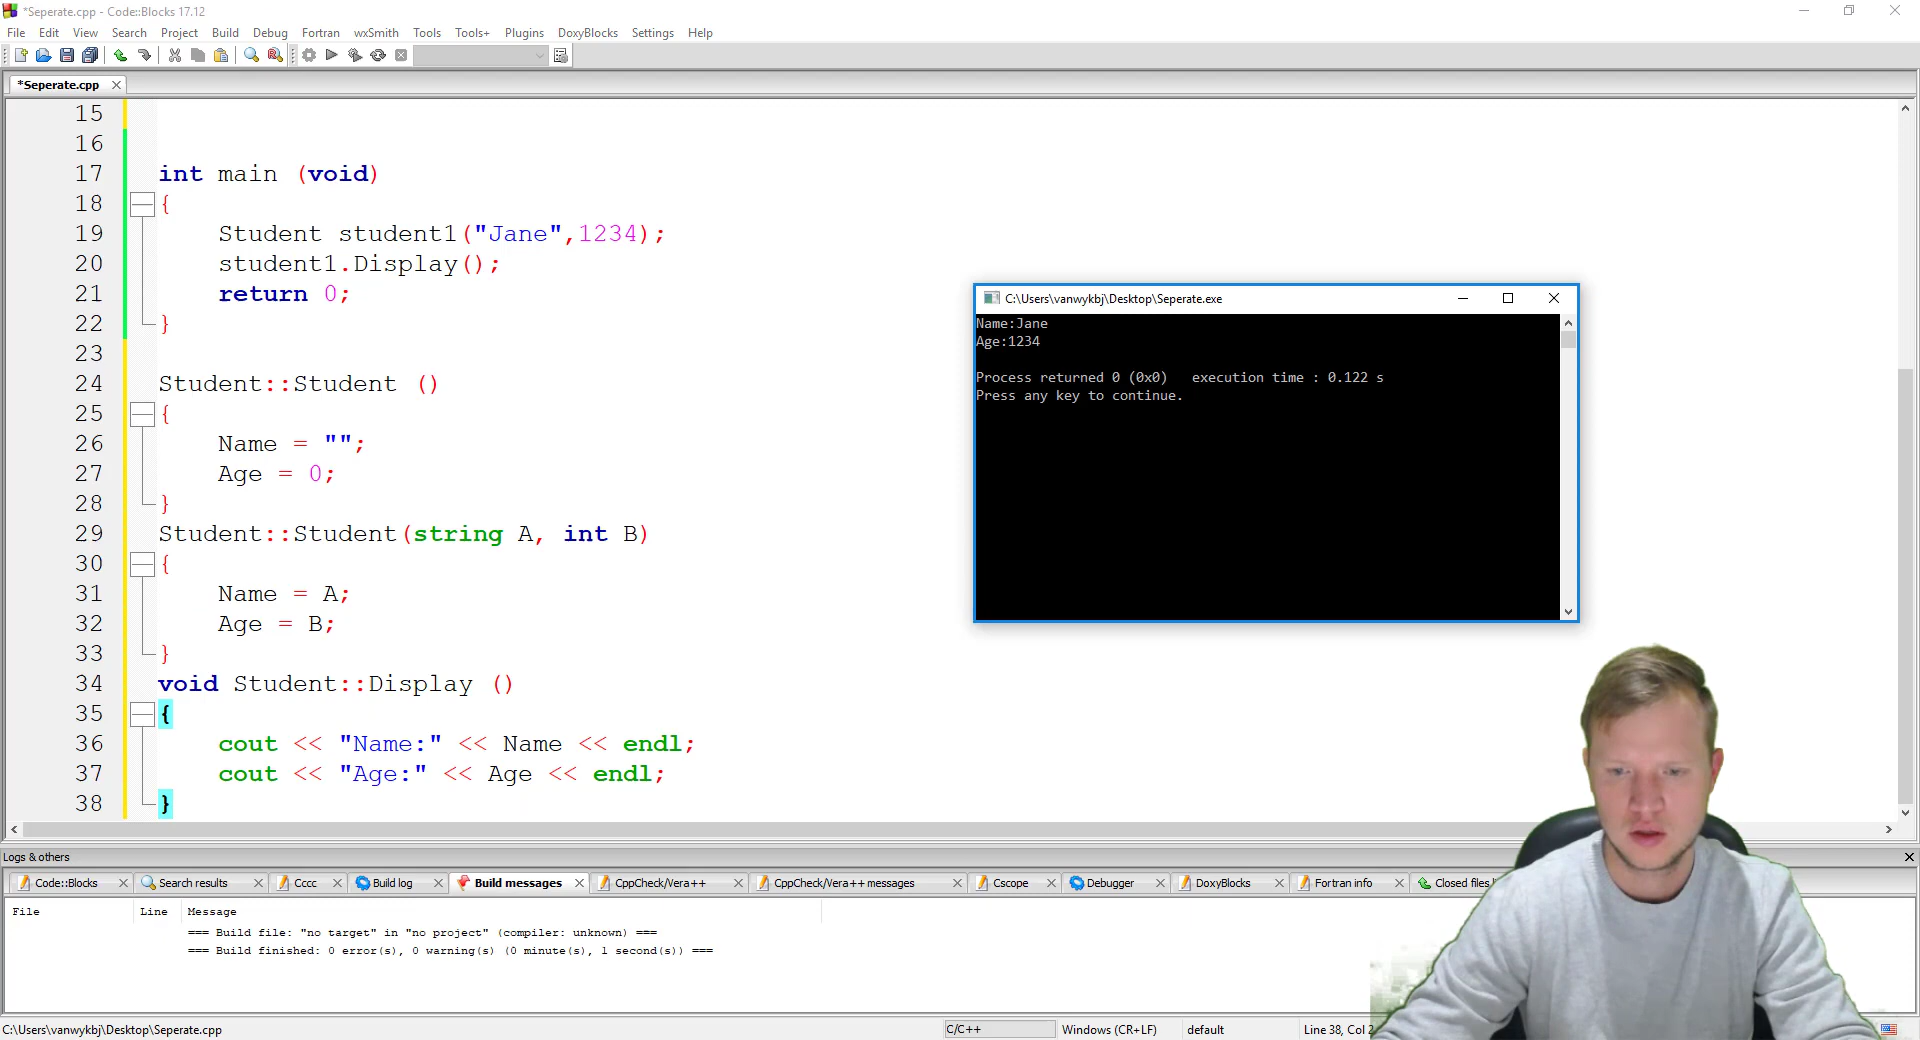 *Seperate.cpp - Code::Blocks 17.12
File Edit View Search Project Build Debug Fortran wxSmith Tools Tools+ Plugins DoxyBlocks Settings Help
*Seperate.cpp
15
16
17 int main (void)
18 {
19 Student student1("Jane",1234);
20 student1.Display();
21 return 0;
22 }
23
24 Student::Student ()
25 {
26 Name = "";
27 Age = 0;
28 }
29 Student::Student(string A, int B)
30 {
31 Name = A;
32 Age = B;
33 }
34 void Student::Display ()
35 {
36 cout << "Name:" << Name << endl;
37 cout << "Age:" << Age << endl;
38 }
C:\Users\vanwykbj\Desktop\Seperate.exe
Name:Jane
Age:1234
Process returned 0 (0x0) execution time : 0.122 s
Press any key to continue.
Logs & others
Code::Blocks Search results Cccc Build log Build messages CppCheck/Vera++ CppCheck/Vera++ messages Cscope Debugger DoxyBlocks Fortran info Closed files
File Line Message
=== Build file: "no target" in "no project" (compiler: unknown) ===
=== Build finished: 0 error(s), 0 warning(s) (0 minute(s), 1 second(s)) ===
C:\Users\vanwykbj\Desktop\Seperate.cpp C/C++ Windows (CR+LF) default Line 38, Col 2